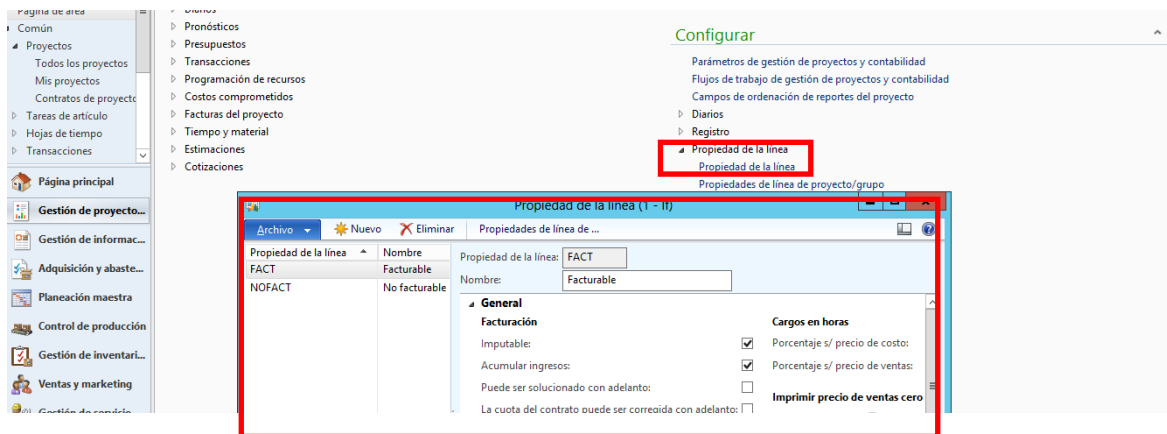 Página de área
Común
Proyectos
Todos los proyectos
Mis proyectos
Contratos de proyecto
Tareas de artículo
Hojas de tiempo
Transacciones
Página principal
Gestión de proyecto...
Gestión de informac...
Adquisición y abaste...
Planeación maestra
Control de producción
Gestión de inventari...
Ventas y marketing
Gestión de servicio
Diarios
Pronósticos
Presupuestos
Transacciones
Programación de recursos
Costos comprometidos
Facturas del proyecto
Tiempo y material
Estimaciones
Cotizaciones
Configurar
Parámetros de gestión de proyectos y contabilidad
Flujos de trabajo de gestión de proyectos y contabilidad
Campos de ordenación de reportes del proyecto
Diarios
Registro
Propiedad de la línea
Propiedad de la línea
Propiedades de línea de proyecto/grupo
Propiedad de la línea (1 - lf)
Archivo Nuevo Eliminar Propiedades de línea de ...
Propiedad de la línea Nombre
FACT Facturable
NOFACT No facturable
Propiedad de la línea: FACT
Nombre: Facturable
General
Facturación
Imputable:
Acumular ingresos:
Puede ser solucionado con adelanto:
La cuota del contrato puede ser corregida con adelanto:
Cargos en horas
Porcentaje s/ precio de costo:
Porcentaje s/ precio de ventas:
Imprimir precio de ventas cero